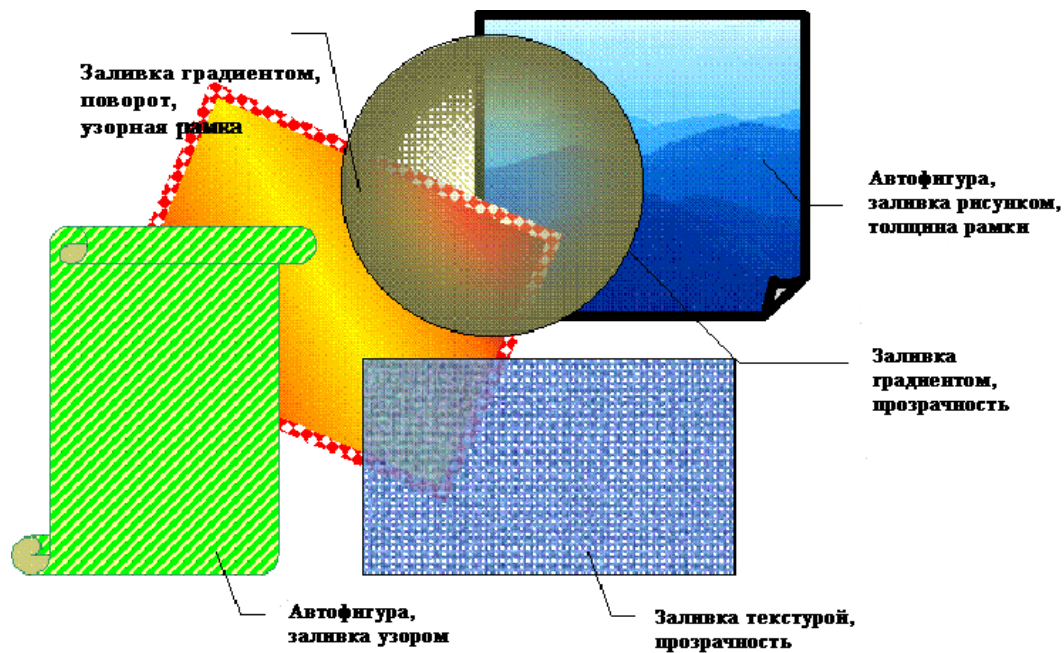 Заливка градиентом,
поворот,
узорная рамка
Автофигура,
заливка рисунком,
толщина рамки
Заливка
градиентом,
прозрачность
Автофигура,
заливка узором
Заливка текстурой,
прозрачность